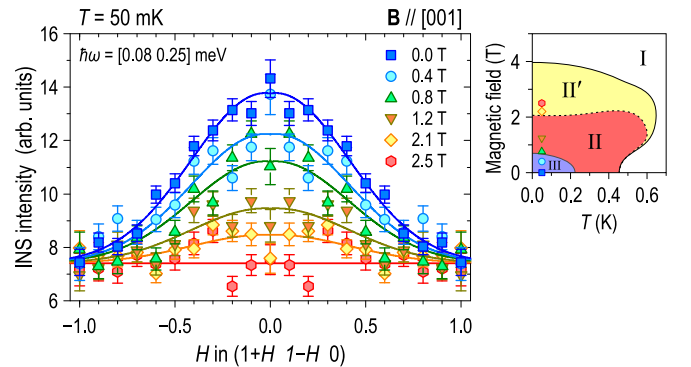 T = 50 mK
B // [001]
ħω = [0.08 0.25] meV
0.0 T
0.4 T
0.8 T
1.2 T
2.1 T
2.5 T
INS intensity (arb. units)
16
14
12
10
8
6
−1.0
−0.5
0.0
0.5
1.0
H in (1+H 1−H 0)
Magnetic field (T)
6
4
2
0
I
II′
II
III
0.0
0.2
0.4
0.6
T (K)